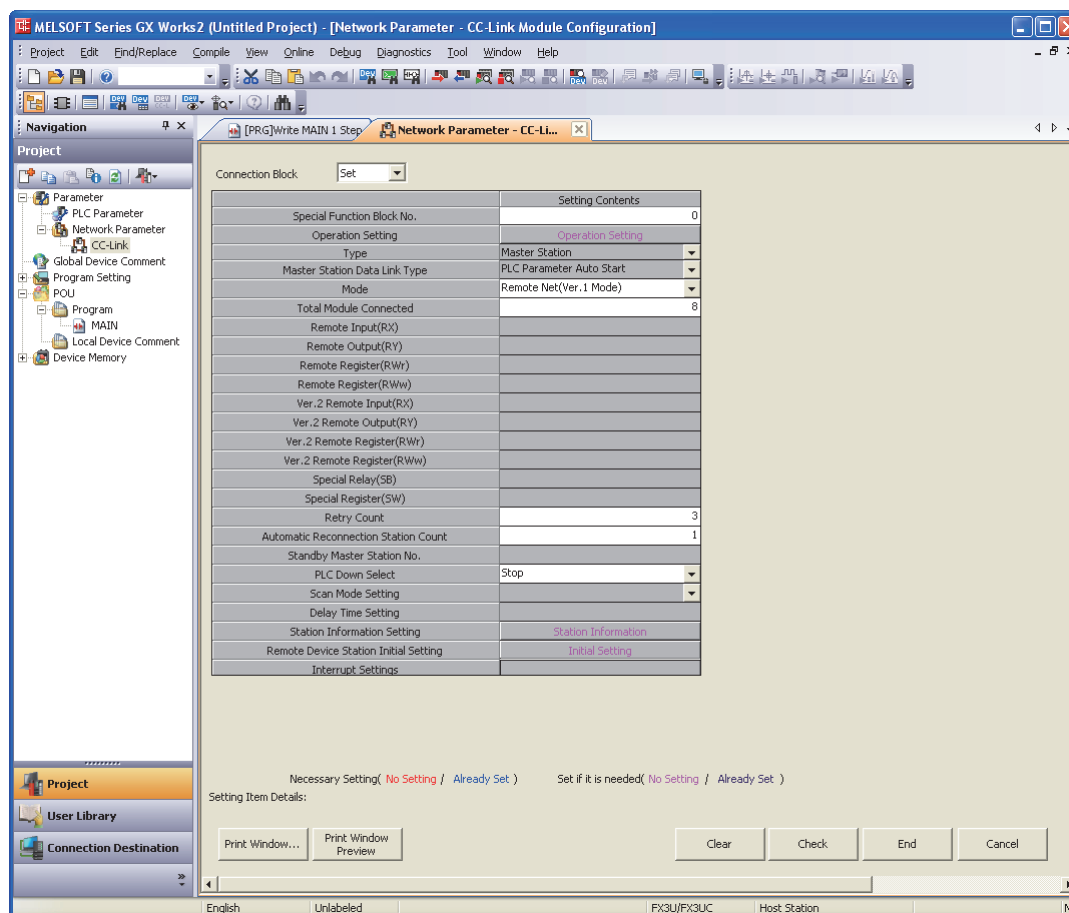 MELSOFT Series GX Works2 (Untitled Project) - [Network Parameter - CC-Link Module Configuration]
Project Edit Find/Replace Compile View Online Debug Diagnostics Tool Window Help
Navigation
[PRG]Write MAIN 1 Step
Network Parameter - CC-Li...
Project
Parameter
PLC Parameter
Network Parameter
CC-Link
Global Device Comment
Program Setting
POU
Program
MAIN
Local Device Comment
Device Memory
Connection Block Set
Setting Contents
Special Function Block No. 0
Operation Setting Operation Setting
Type Master Station
Master Station Data Link Type PLC Parameter Auto Start
Mode Remote Net(Ver.1 Mode)
Total Module Connected 8
Remote Input(RX)
Remote Output(RY)
Remote Register(RWr)
Remote Register(RWw)
Ver.2 Remote Input(RX)
Ver.2 Remote Output(RY)
Ver.2 Remote Register(RWr)
Ver.2 Remote Register(RWw)
Special Relay(SB)
Special Register(SW)
Retry Count 3
Automatic Reconnection Station Count 1
Standby Master Station No.
PLC Down Select Stop
Scan Mode Setting
Delay Time Setting
Station Information Setting Station Information
Remote Device Station Initial Setting Initial Setting
Interrupt Settings
Necessary Setting( No Setting / Already Set ) Set if it is needed( No Setting / Already Set )
Setting Item Details:
Print Window... Print Window Preview Clear Check End Cancel
Project
User Library
Connection Destination
English Unlabeled FX3U/FX3UC Host Station